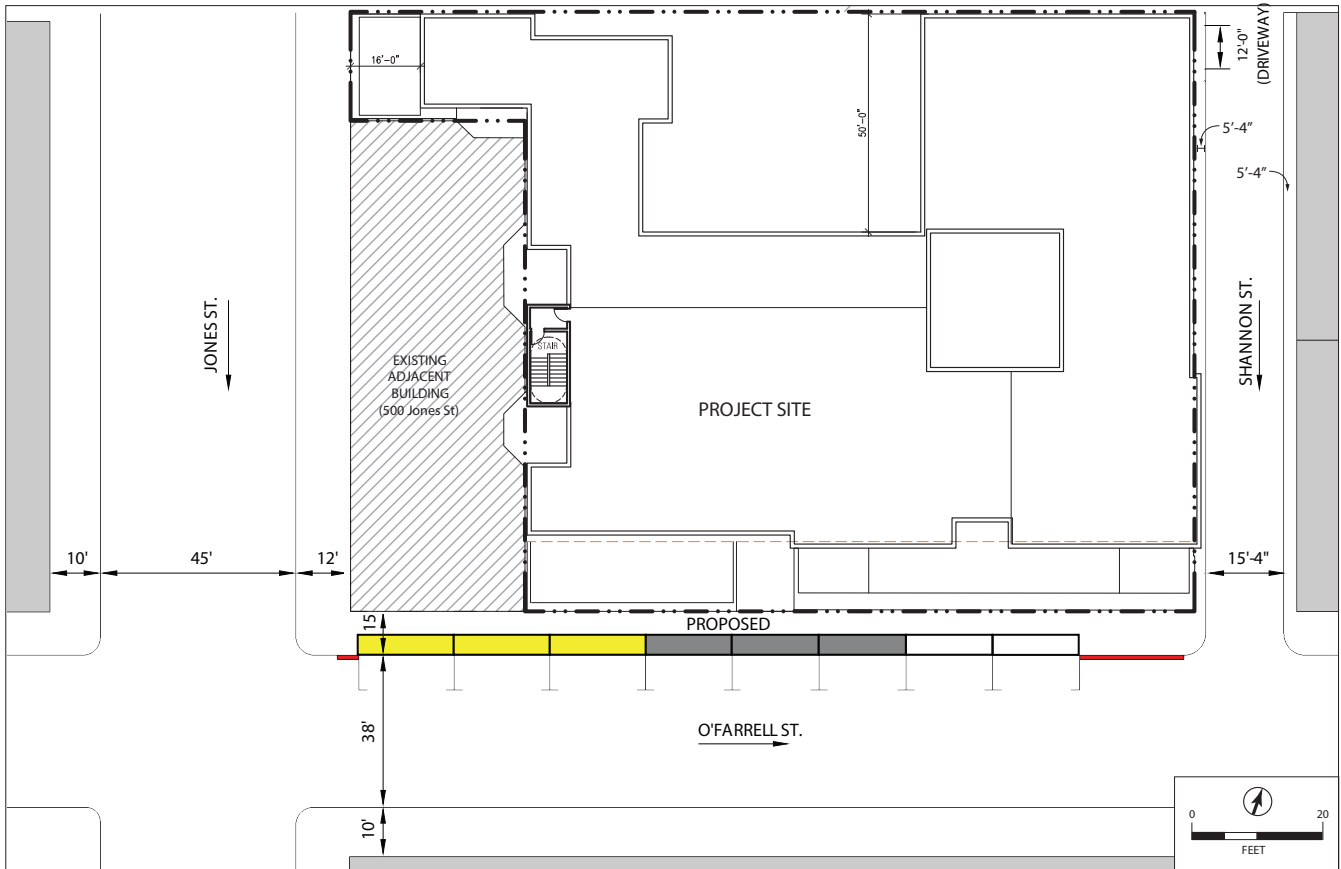 12'-0"
(DRIVEWAY)
16'-0"
50'-0"
5'-4"
5'-4"
JONES ST.
SHANNON ST.
STAIR
EXISTING
ADJACENT
BUILDING
(500 Jones St)
PROJECT SITE
10'
45'
12'
15'-4"
15
PROPOSED
38'
O'FARRELL ST.
10'
0
20
FEET